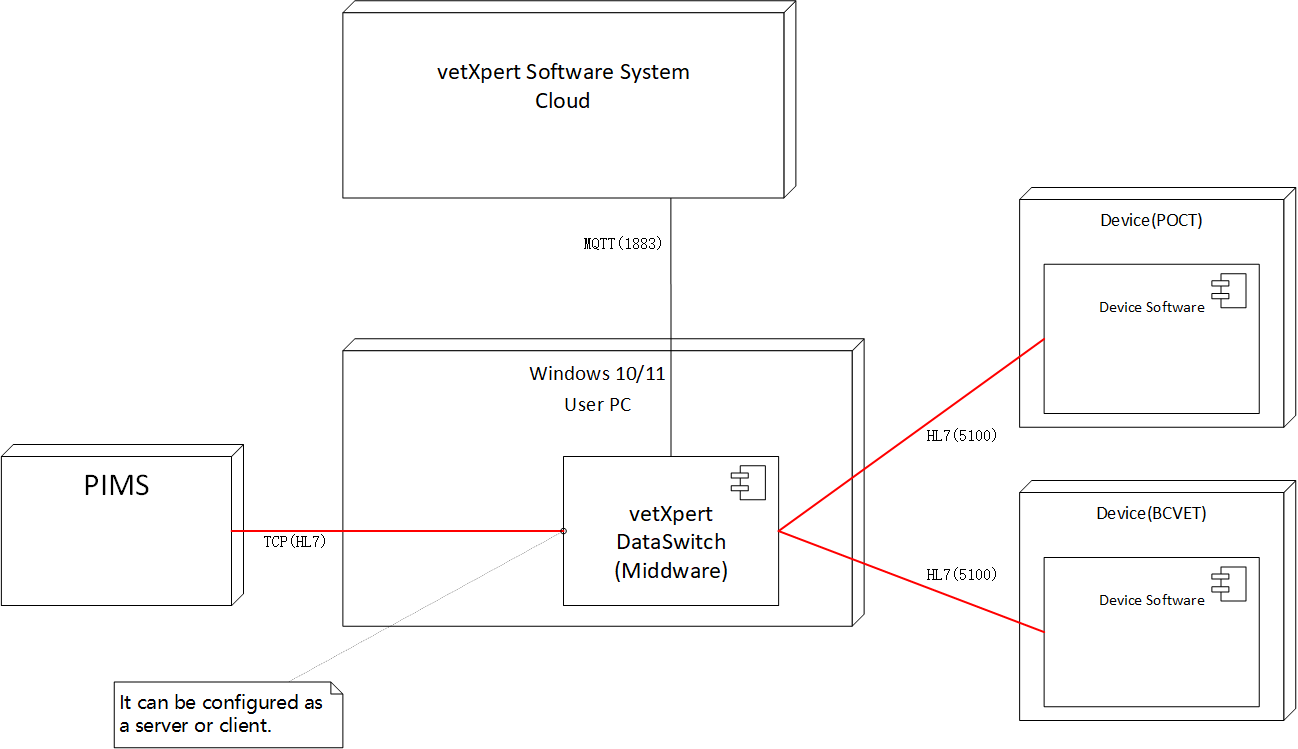 vetXpert Software System
Cloud
MQTT(1883)
Device(POCT)
Device Software
Windows 10/11
User PC
HL7(5100)
PIMS
vetXpert
DataSwitch
(Middware)
TCP(HL7)
Device(BCVET)
HL7(5100)
Device Software
It can be configured as
a server or client.